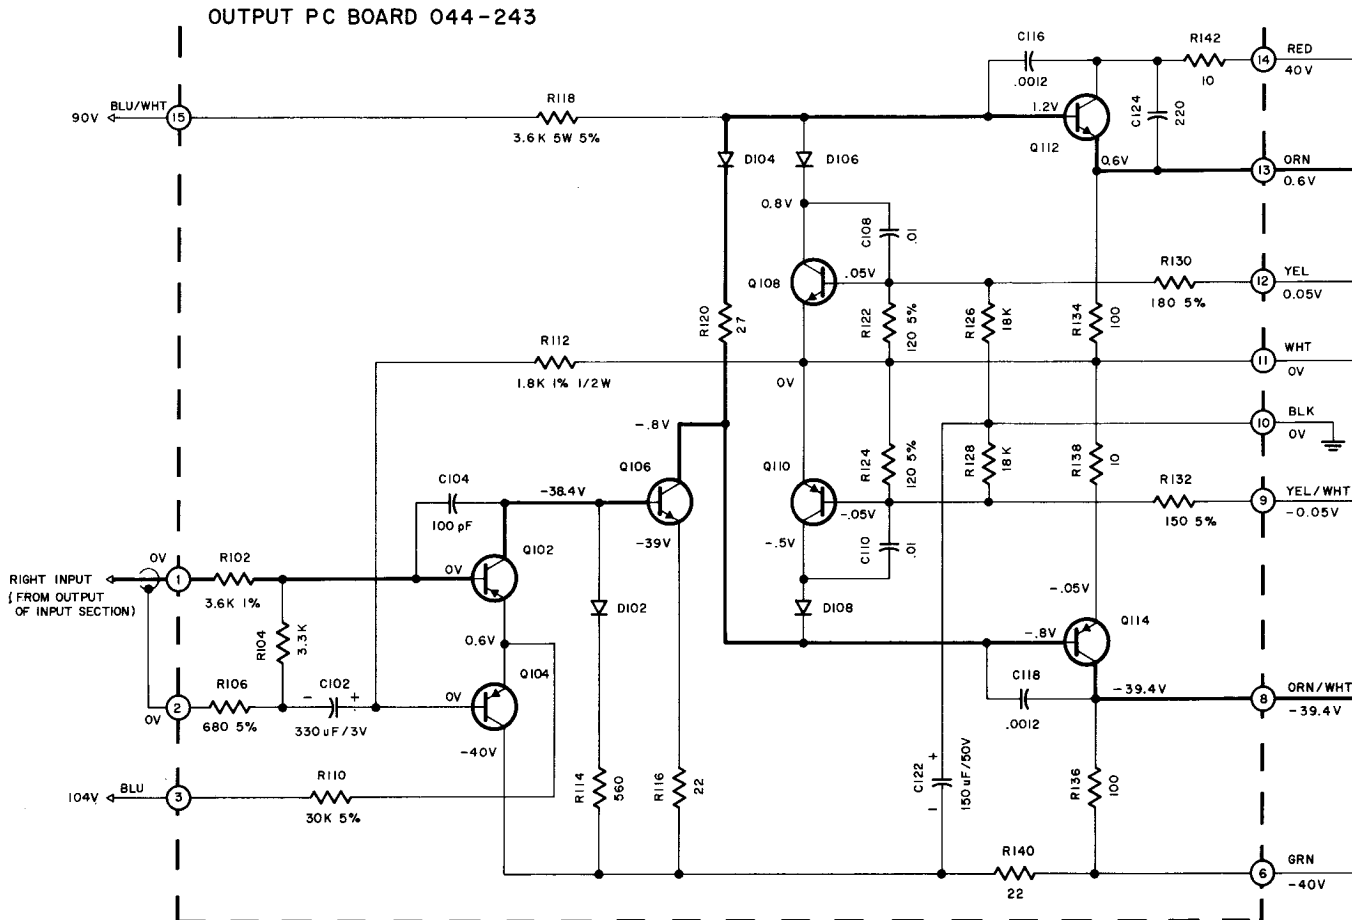 OUTPUT PC BOARD 044-243
90V
BLU/WHT
15
R118
3.6K 5W 5%
C116
.0012
R142
10
14
RED
40V
1.2V
Q112
C124
220
0.6V
13
ORN
0.6V
D104
D106
0.8V
C108
.01
Q108
.05V
R130
180 5%
12
YEL
0.05V
R120
27
R122
120 5%
R126
18K
R134
100
R112
1.8K 1% 1/2W
0V
11
WHT
0V
10
BLK
0V
-.8V
Q106
Q110
R124
120 5%
R128
18K
R138
10
C104
100 pF
-38.4V
-39V
-.05V
R132
150 5%
9
YEL/WHT
-0.05V
-.5V
C110
.01
0V
RIGHT INPUT
(FROM OUTPUT
OF INPUT SECTION)
1
R102
3.6K 1%
Q102
0V
D102
D108
-.05V
Q114
-.8V
R104
3.3K
0.6V
Q104
0V
2
R106
680 5%
- C102 +
330uF/3V
0V
-40V
C118
.0012
-39.4V
8
ORN/WHT
-39.4V
104V
BLU
3
R110
30K 5%
R114
560
R116
22
C122
+
-
150uF/50V
R136
100
R140
22
6
GRN
-40V